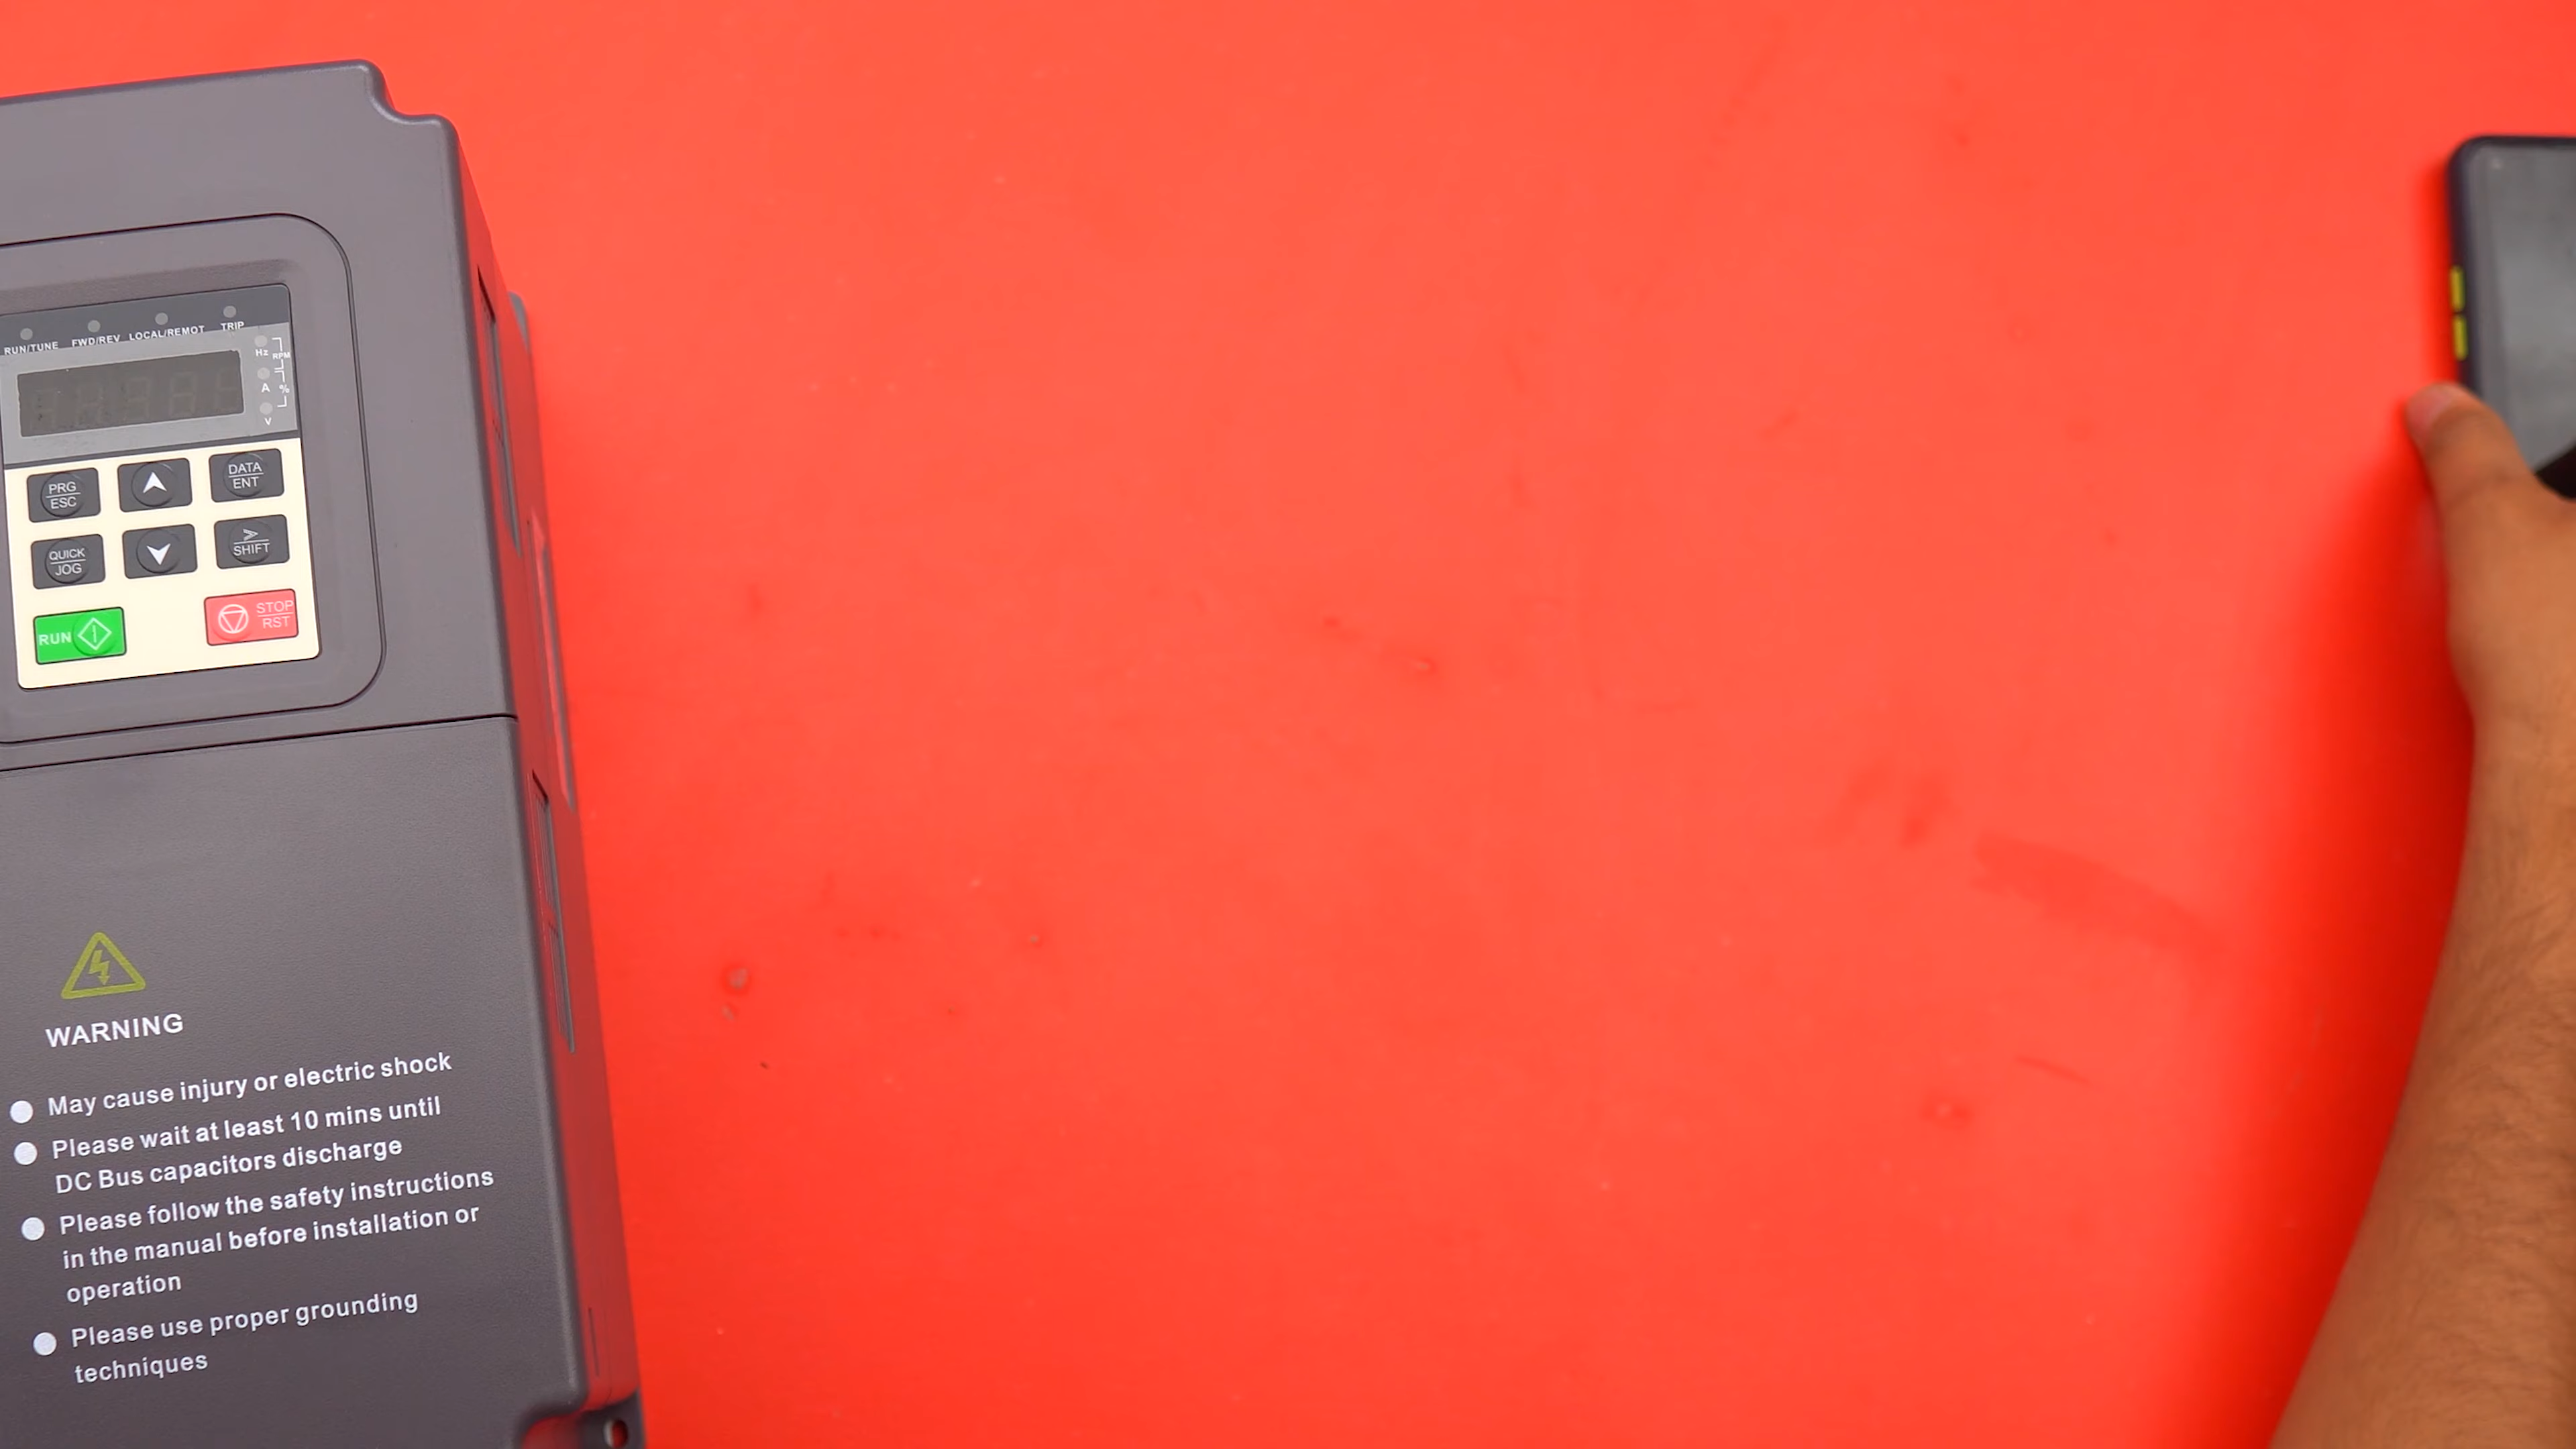 RUN/TUNE FWD/REV LOCAL/REMOT TRIP
Hz RPM
A %
V
PRG
ESC
DATA
ENT
QUICK
JOG
SHIFT
RUN
STOP
RST
WARNING
May cause injury or electric shock
Please wait at least 10 mins until
DC Bus capacitors discharge
Please follow the safety instructions
in the manual before installation or
operation
Please use proper grounding
techniques